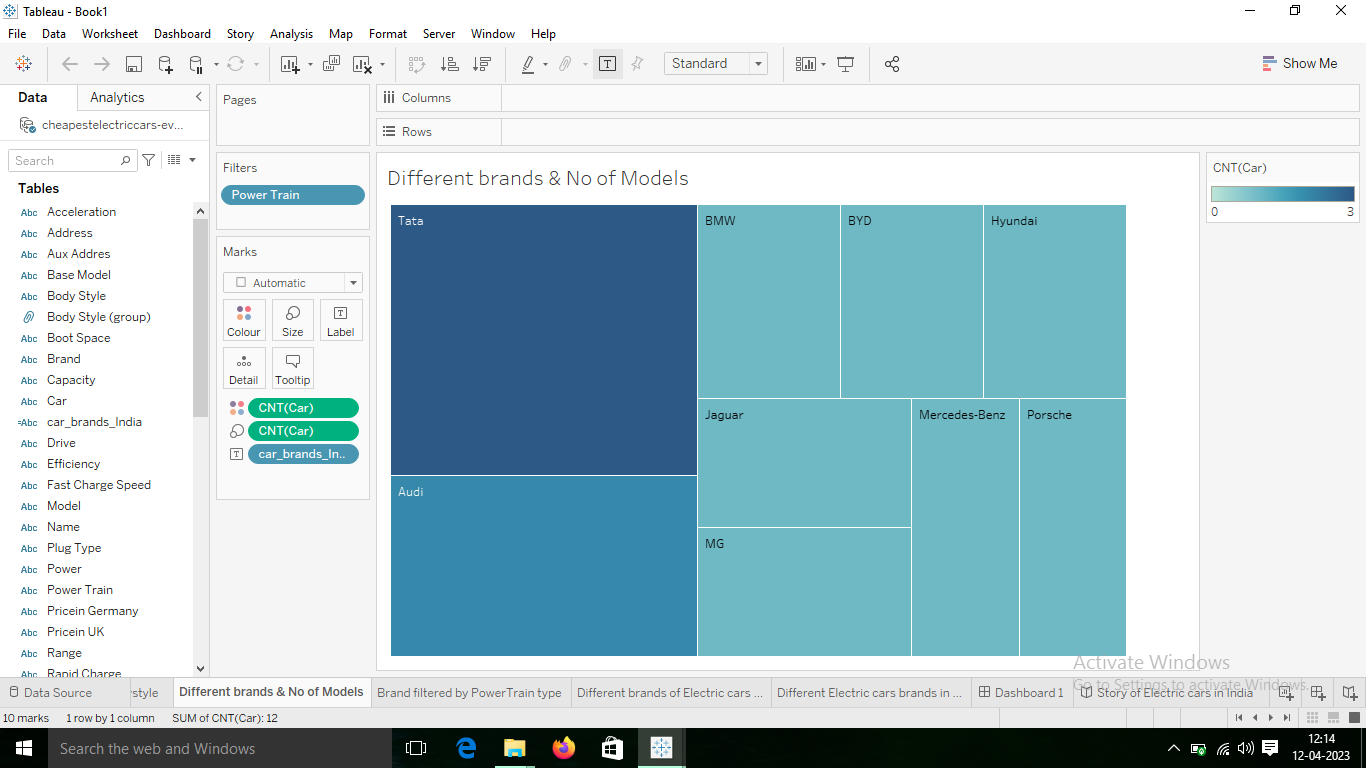 Tableau - Book1
File Data Worksheet Dashboard Story Analysis Map Format Server Window Help
Standard
Show Me
Data Analytics
cheapestelectriccars-ev...
Search
Tables
Abc Acceleration
Abc Address
Abc Aux Addres
Abc Base Model
Abc Body Style
Body Style (group)
Abc Boot Space
Abc Brand
Abc Capacity
Abc Car
=Abc car_brands_India
Abc Drive
Abc Efficiency
Abc Fast Charge Speed
Abc Model
Abc Name
Abc Plug Type
Abc Power
Abc Power Train
Abc Pricein Germany
Abc Pricein UK
Abc Range
Abc Rapid Charge
Pages
Filters
Power Train
Marks
Automatic
Colour Size Label
Detail Tooltip
CNT(Car)
CNT(Car)
car_brands_In..
Columns
Rows
Different brands & No of Models
Tata BMW BYD Hyundai
Jaguar Mercedes-Benz Porsche
Audi
MG
CNT(Car)
0 3
Activate Windows
Go to Settings to activate Windows.
Data Source style Different brands & No of Models Brand filtered by PowerTrain type Different brands of Electric cars ... Different Electric cars brands in ... Dashboard 1 Story of Electric cars in India
10 marks 1 row by 1 column SUM of CNT(Car): 12
Search the web and Windows
12:14
12-04-2023